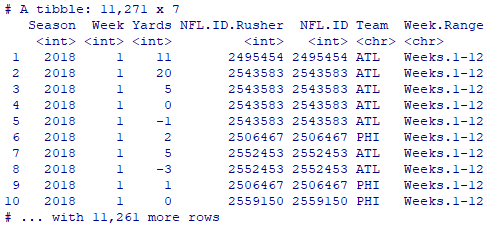 # A tibble: 11,271 x 7
Season Week Yards NFL.ID.Rusher NFL.ID Team Week.Range
<int> <int> <int> <int> <int> <chr> <chr>
1 2018 1 11 2495454 2495454 ATL Weeks.1-12
2 2018 1 20 2543583 2543583 ATL Weeks.1-12
3 2018 1 5 2543583 2543583 ATL Weeks.1-12
4 2018 1 0 2543583 2543583 ATL Weeks.1-12
5 2018 1 -1 2543583 2543583 ATL Weeks.1-12
6 2018 1 2 2506467 2506467 PHI Weeks.1-12
7 2018 1 5 2552453 2552453 ATL Weeks.1-12
8 2018 1 -3 2552453 2552453 ATL Weeks.1-12
9 2018 1 1 2506467 2506467 PHI Weeks.1-12
10 2018 1 0 2559150 2559150 PHI Weeks.1-12
# ... with 11,261 more rows